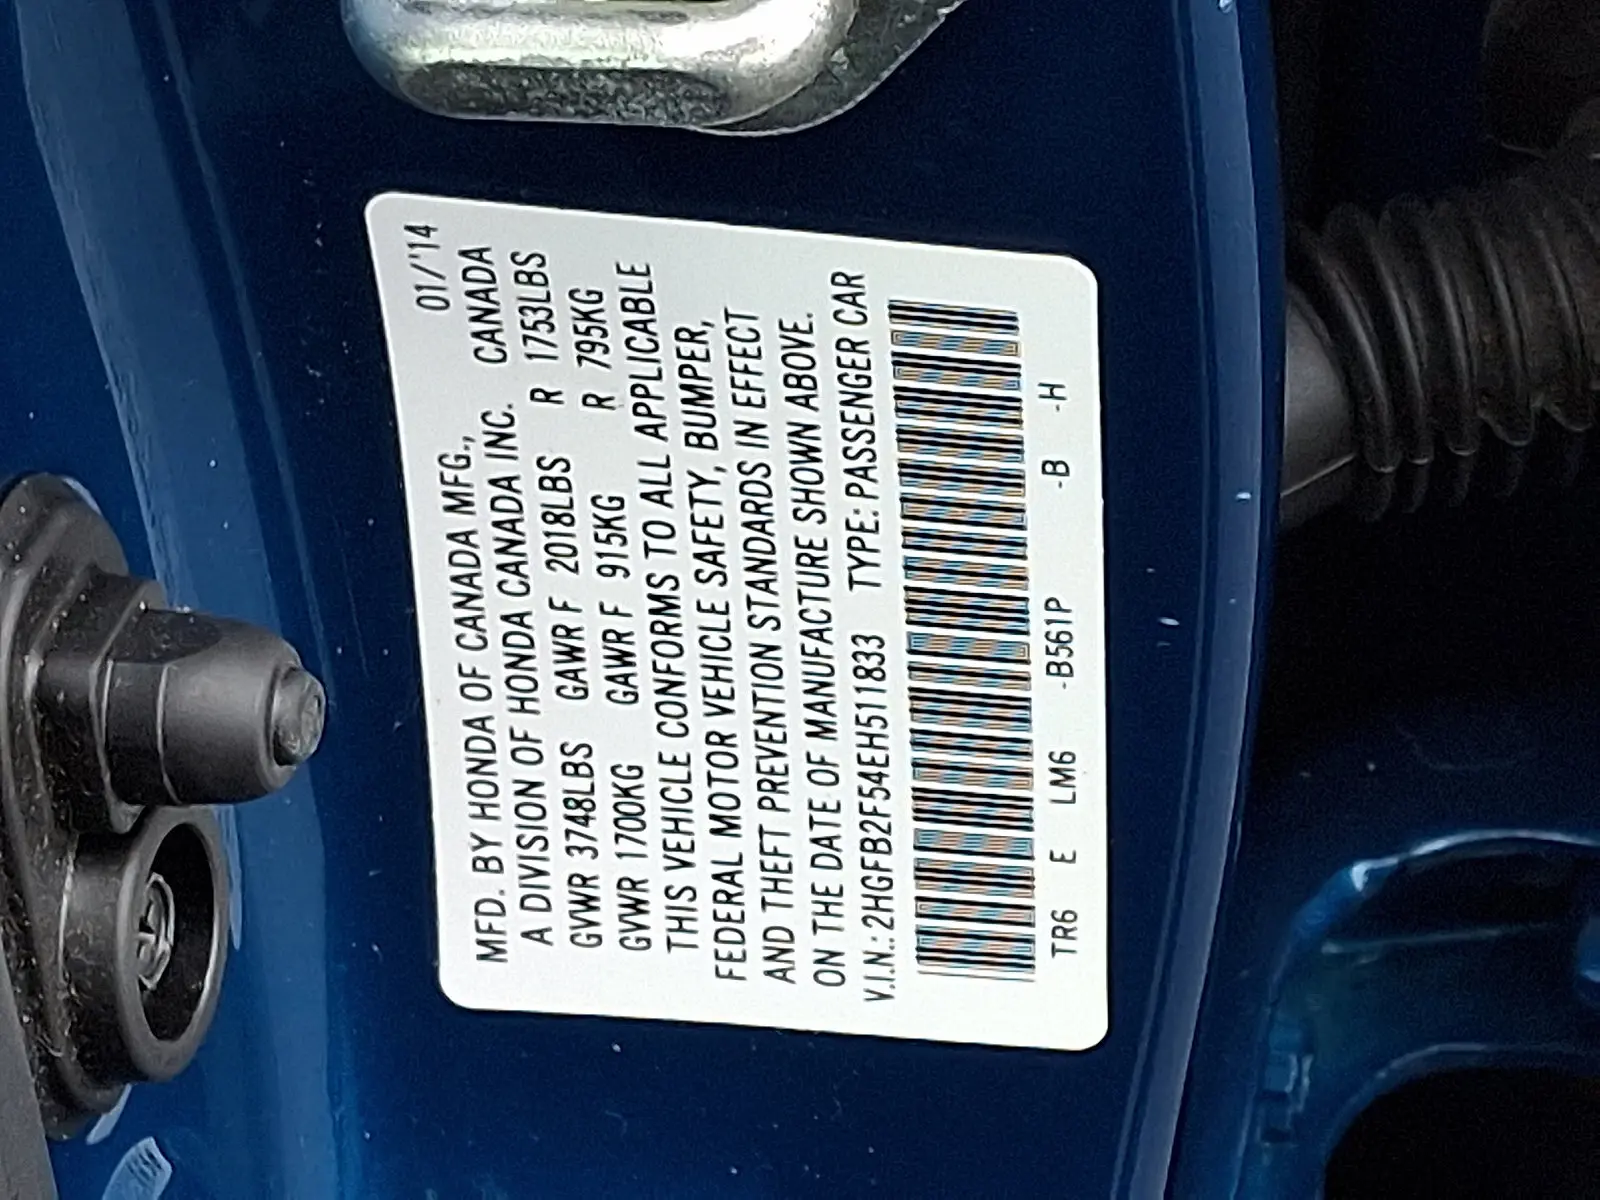 01/'14
MFD. BY HONDA OF CANADA MFG., CANADA
A DIVISION OF HONDA CANADA INC.
GVWR 3748LBS GAWR F 2018LBS R 1753LBS
GVWR 1700KG GAWR F 915KG R 795KG
THIS VEHICLE CONFORMS TO ALL APPLICABLE
FEDERAL MOTOR VEHICLE SAFETY, BUMPER,
AND THEFT PREVENTION STANDARDS IN EFFECT
ON THE DATE OF MANUFACTURE SHOWN ABOVE.
V.I.N.: 2HGFB2F54EH511833 TYPE: PASSENGER CAR
TR6 E LM6 -B561P -B -H